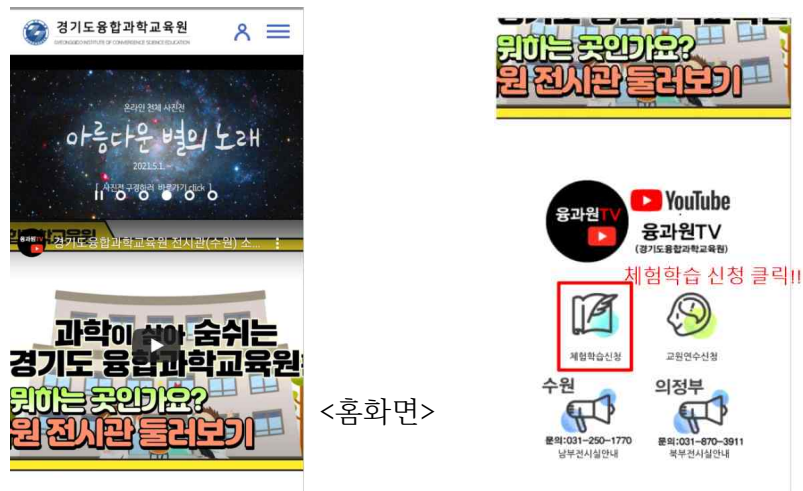 경기도융합과학교육원
GYEONGGIDO INSTITUTE OF CONVERGENCE SCIENCE EDUCATION
온라인 천체 사진전
아름다운 별의 노래
2021.5.1. ~
[ 사진전 구경하러 바로가기 click ]
융과원TV
경기도융합과학교육원 전시관(수원) 소...
과학이 살아 숨쉬는
경기도 융합과학교육원
뭐하는 곳인가요?
원 전시관 둘러보기
<홈화면>
뭐하는 곳인가요?
원 전시관 둘러보기
융과원TV
YouTube
융과원TV
(경기도융합과학교육원)
체험학습 신청 클릭!!
체험학습신청
교원연수신청
수원
의정부
문의:031-250-1770
남부전시실안내
문의:031-870-3911
북부전시실안내